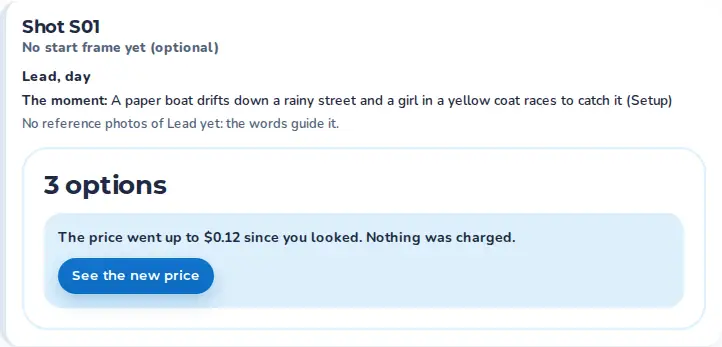 Shot S01
No start frame yet (optional)
Lead, day
The moment: A paper boat drifts down a rainy street and a girl in a yellow coat races to catch it (Setup)
No reference photos of Lead yet: the words guide it.
3 options
The price went up to $0.12 since you looked. Nothing was charged.
See the new price